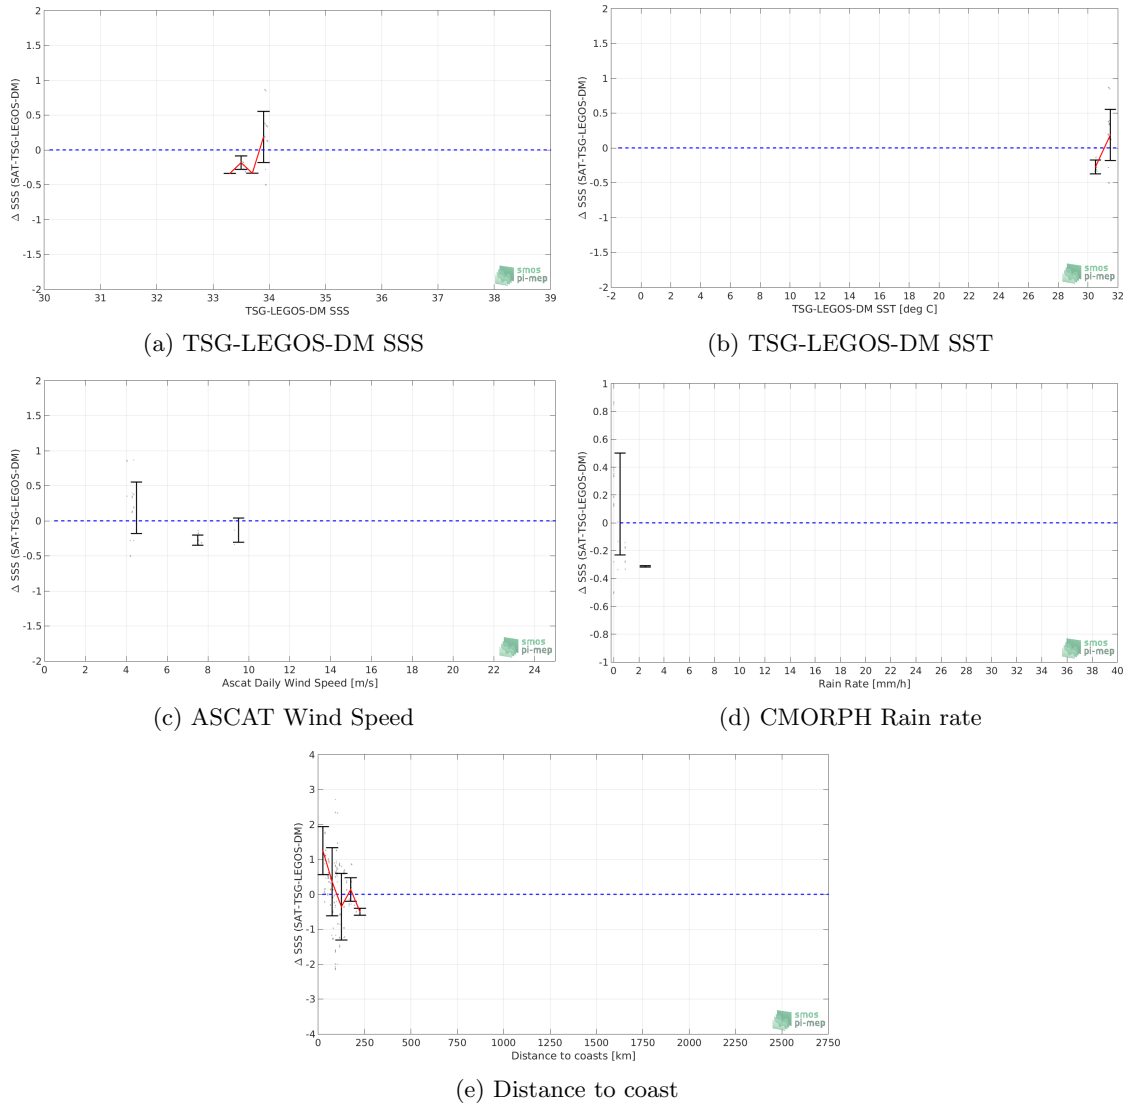 2
1.5
1
0.5
0
-0.5
-1
-1.5
-2
Δ SSS (SAT-TSG-LEGOS-DM)
30 31 32 33 34 35 36 37 38 39
TSG-LEGOS-DM SSS
smos
pi-mep
(a) TSG-LEGOS-DM SSS
2
1.5
1
0.5
0
-0.5
-1
-1.5
-2
Δ SSS (SAT-TSG-LEGOS-DM)
-2 0 2 4 6 8 10 12 14 16 18 20 22 24 26 28 30 32
TSG-LEGOS-DM SST [deg C]
smos
pi-mep
(b) TSG-LEGOS-DM SST
2
1.5
1
0.5
0
-0.5
-1
-1.5
-2
Δ SSS (SAT-TSG-LEGOS-DM)
0 2 4 6 8 10 12 14 16 18 20 22 24
Ascat Daily Wind Speed [m/s]
smos
pi-mep
(c) ASCAT Wind Speed
1
0.8
0.6
0.4
0.2
0
-0.2
-0.4
-0.6
-0.8
-1
Δ SSS (SAT-TSG-LEGOS-DM)
0 2 4 6 8 10 12 14 16 18 20 22 24 26 28 30 32 34 36 38 40
Rain Rate [mm/h]
smos
pi-mep
(d) CMORPH Rain rate
4
3
2
1
0
-1
-2
-3
-4
Δ SSS (SAT-TSG-LEGOS-DM)
0 250 500 750 1000 1250 1500 1750 2000 2250 2500 2750
Distance to coasts [km]
smos
pi-mep
(e) Distance to coast